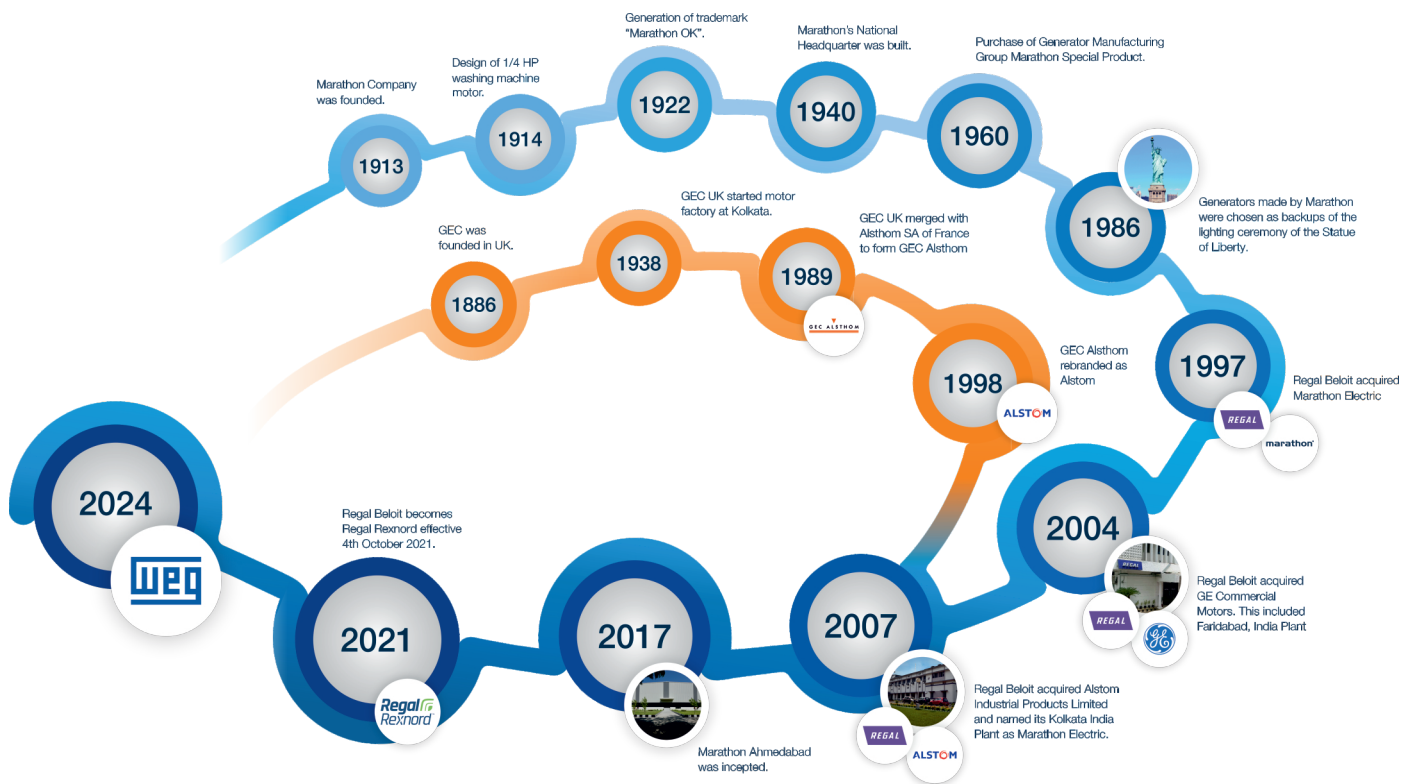 Marathon Company
was founded.
1913
Design of 1/4 HP
washing machine
motor.
1914
Generation of trademark
“Marathon OK”.
1922
Marathon’s National
Headquarter was built.
1940
Purchase of Generator Manufacturing
Group Marathon Special Product.
1960
1986
Generators made by Marathon
were chosen as backups of the
lighting ceremony of the Statue
of Liberty.
GEC was
founded in UK.
1886
GEC UK started motor
factory at Kolkata.
1938
GEC UK merged with
Alsthom SA of France
to form GEC Alsthom
1989
GEC ALSTHOM
GEC Alsthom
rebranded as
Alstom
1998
ALSTOM
1997
Regal Beloit acquired
Marathon Electric
REGAL
marathon
2004
Regal Beloit acquired
GE Commercial
Motors. This included
Faridabad, India Plant
REGAL
REGAL
GE
2007
Regal Beloit acquired Alstom
Industrial Products Limited
and named its Kolkata India
Plant as Marathon Electric.
REGAL
ALSTOM
2017
Marathon Ahmedabad
was incepted.
Regal Beloit becomes
Regal Rexnord effective
4th October 2021.
2021
Regal
Rexnord
2024
weg